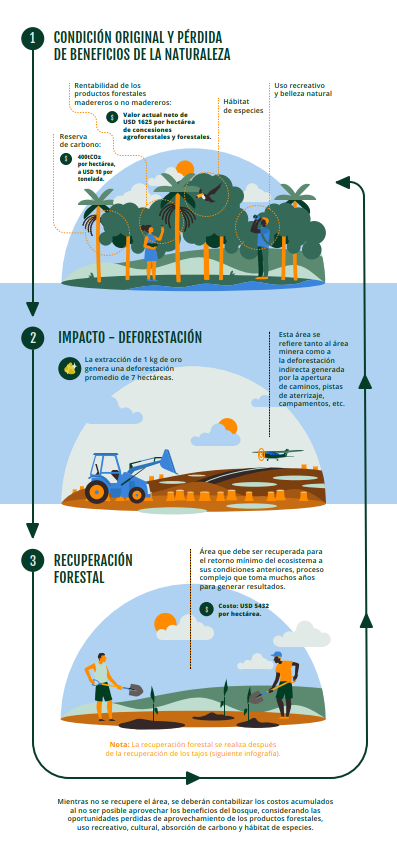 1
CONDICIÓN ORIGINAL Y PÉRDIDA
DE BENEFICIOS DE LA NATURALEZA
Rentabilidad de los
productos forestales
madereros o no madereros:
$
Valor actual neto de
USD 1625 por hectárea
de concesiones
agroforestales y forestales.
Hábitat
de especies
Uso recreativo
y belleza natural
Reserva
de carbono:
$
400tCO2
por hectárea,
a USD 10 por
tonelada.
2
IMPACTO - DEFORESTACIÓN
La extracción de 1 kg de oro
genera una deforestación
promedio de 7 hectáreas.
Esta área se
refiere tanto al área
minera como a
la deforestación
indirecta generada
por la apertura
de caminos, pistas
de aterrizaje,
campamentos, etc.
3
RECUPERACIÓN
FORESTAL
Área que debe ser recuperada para
el retorno mínimo del ecosistema a
sus condiciones anteriores, proceso
complejo que toma muchos años
para generar resultados.
$
Costo: USD 5432
por hectárea.
Nota: La recuperación forestal se realiza después
de la recuperación de los tajos (siguiente infografía).
Mientras no se recupere el área, se deberán contabilizar los costos acumulados
al no ser posible aprovechar los beneficios del bosque, considerando las
oportunidades perdidas de aprovechamiento de los productos forestales,
uso recreativo, cultural, absorción de carbono y hábitat de especies.